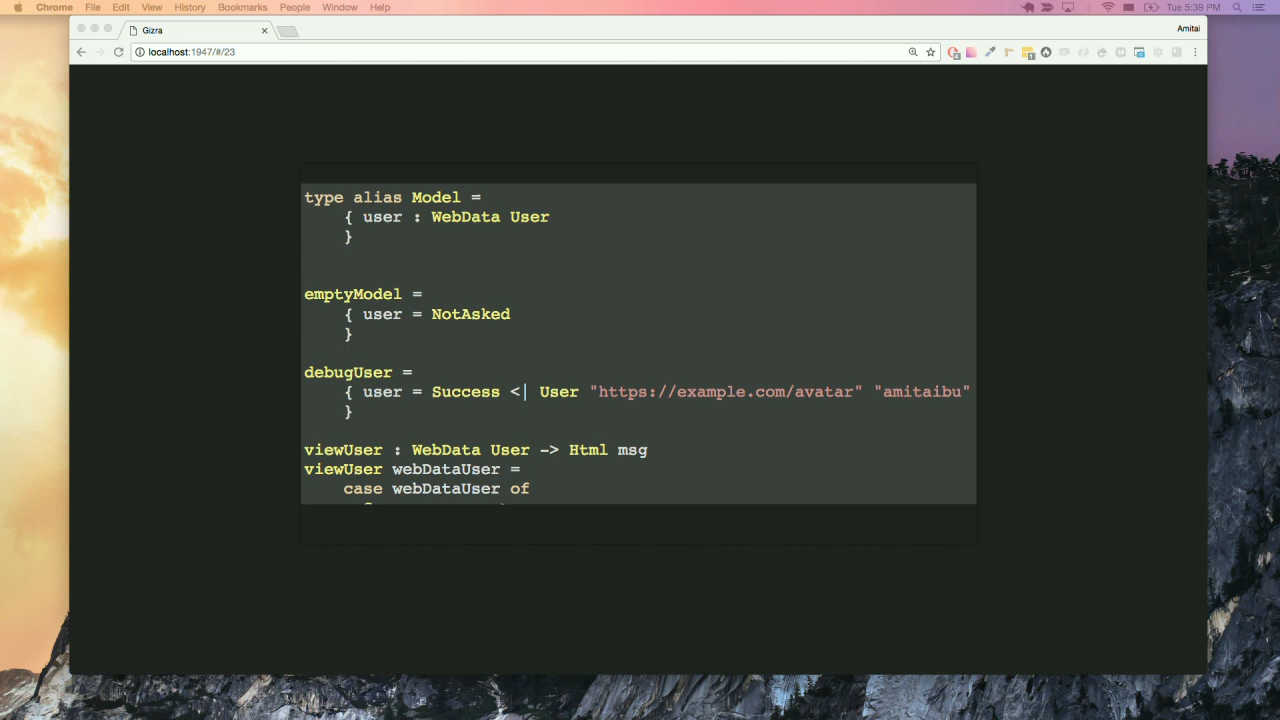 Chrome File Edit View History Bookmarks People Window Help Tue 5:39 PM
Gizra
Amitai
localhost:1947/#/23
type alias Model =
{ user : WebData User
}
emptyModel =
{ user = NotAsked
}
debugUser =
{ user = Success <| User "https://example.com/avatar" "amitaibu"
}
viewUser : WebData User -> Html msg
viewUser webDataUser =
case webDataUser of